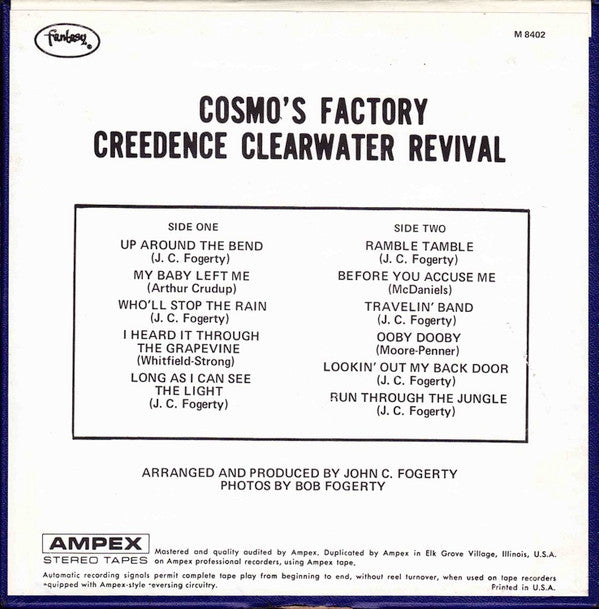 fantasy
M 8402
COSMO'S FACTORY
CREEDENCE CLEARWATER REVIVAL
SIDE ONE
UP AROUND THE BEND
(J. C. Fogerty)
MY BABY LEFT ME
(Arthur Crudup)
WHO'LL STOP THE RAIN
(J. C. Fogerty)
I HEARD IT THROUGH
THE GRAPEVINE
(Whitfield-Strong)
LONG AS I CAN SEE
THE LIGHT
(J. C. Fogerty)
SIDE TWO
RAMBLE TAMBLE
(J. C. Fogerty)
BEFORE YOU ACCUSE ME
(McDaniels)
TRAVELIN' BAND
(J. C. Fogerty)
OOBY DOOBY
(Moore-Penner)
LOOKIN' OUT MY BACK DOOR
(J. C. Fogerty)
RUN THROUGH THE JUNGLE
(J. C. Fogerty)
ARRANGED AND PRODUCED BY JOHN C. FOGERTY
PHOTOS BY BOB FOGERTY
AMPEX
STEREO TAPES
Mastered and quality audited by Ampex. Duplicated by Ampex in Elk Grove Village, Illinois, U.S.A.
on Ampex professional recorders, using Ampex tape.
Automatic recording signals permit complete tape play from beginning to end, without reel turnover, when used on tape recorders
equipped with Ampex-style reversing circuitry.
Printed in U.S.A.